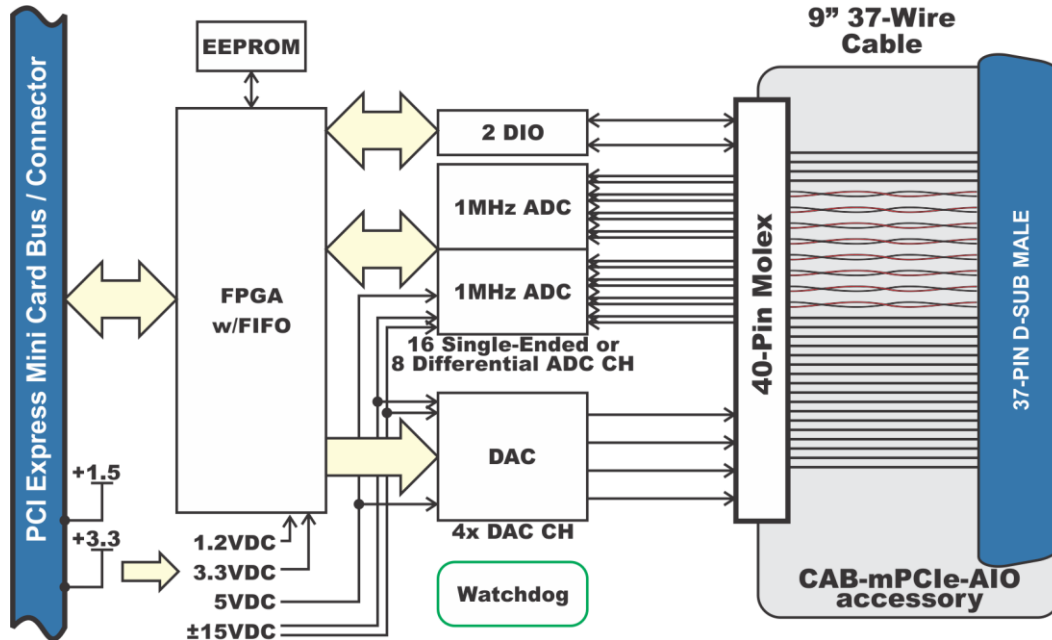 9” 37-Wire
Cable
EEPROM
PCI Express Mini Card Bus / Connector
FPGA
w/FIFO
2 DIO
1MHz ADC
1MHz ADC
16 Single-Ended or
8 Differential ADC CH
DAC
4x DAC CH
Watchdog
40-Pin Molex
37-PIN D-SUB MALE
CAB-mPCIe-AIO
accessory
+1.5
+3.3
1.2VDC
3.3VDC
5VDC
±15VDC